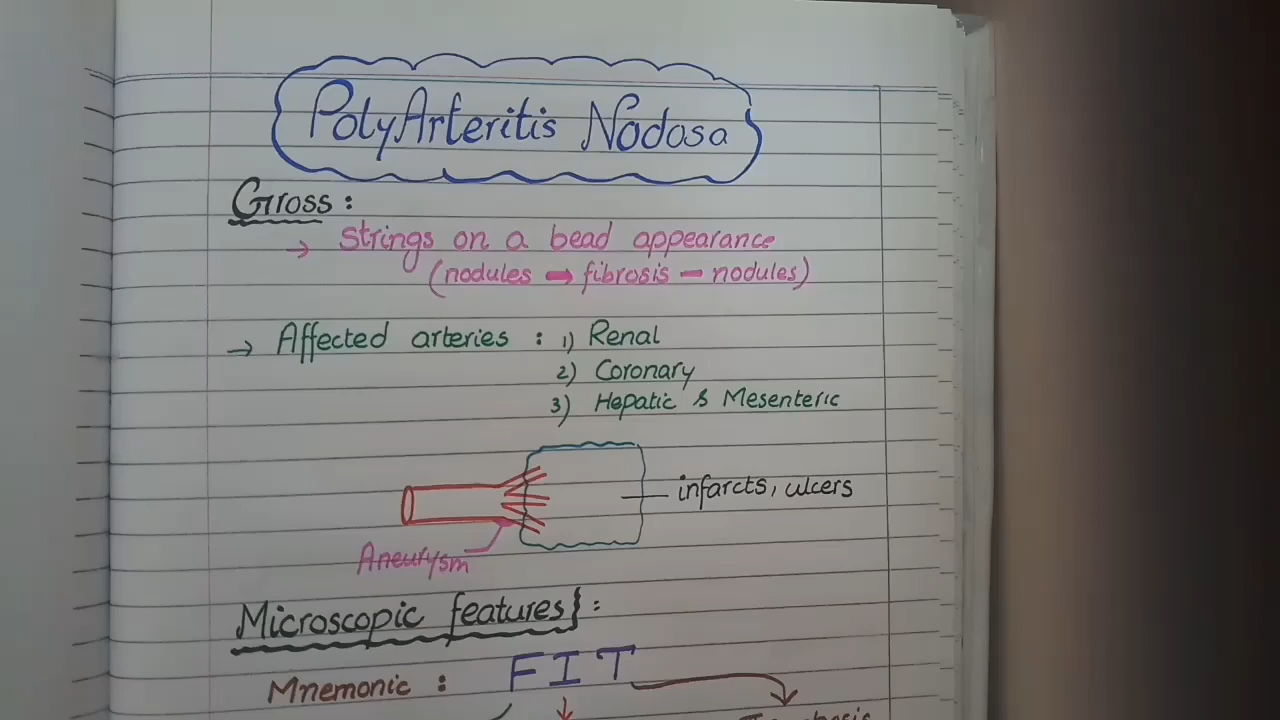 PolyArteritis Nodosa
Gross :
→ Strings on a bead appearance
(nodules → fibrosis – nodules)
→ Affected arteries : 1) Renal
2) Coronary
3) Hepatic & Mesenteric
infarcts, ulcers
Aneurysm
Microscopic features} :
Mnemonic : FIT